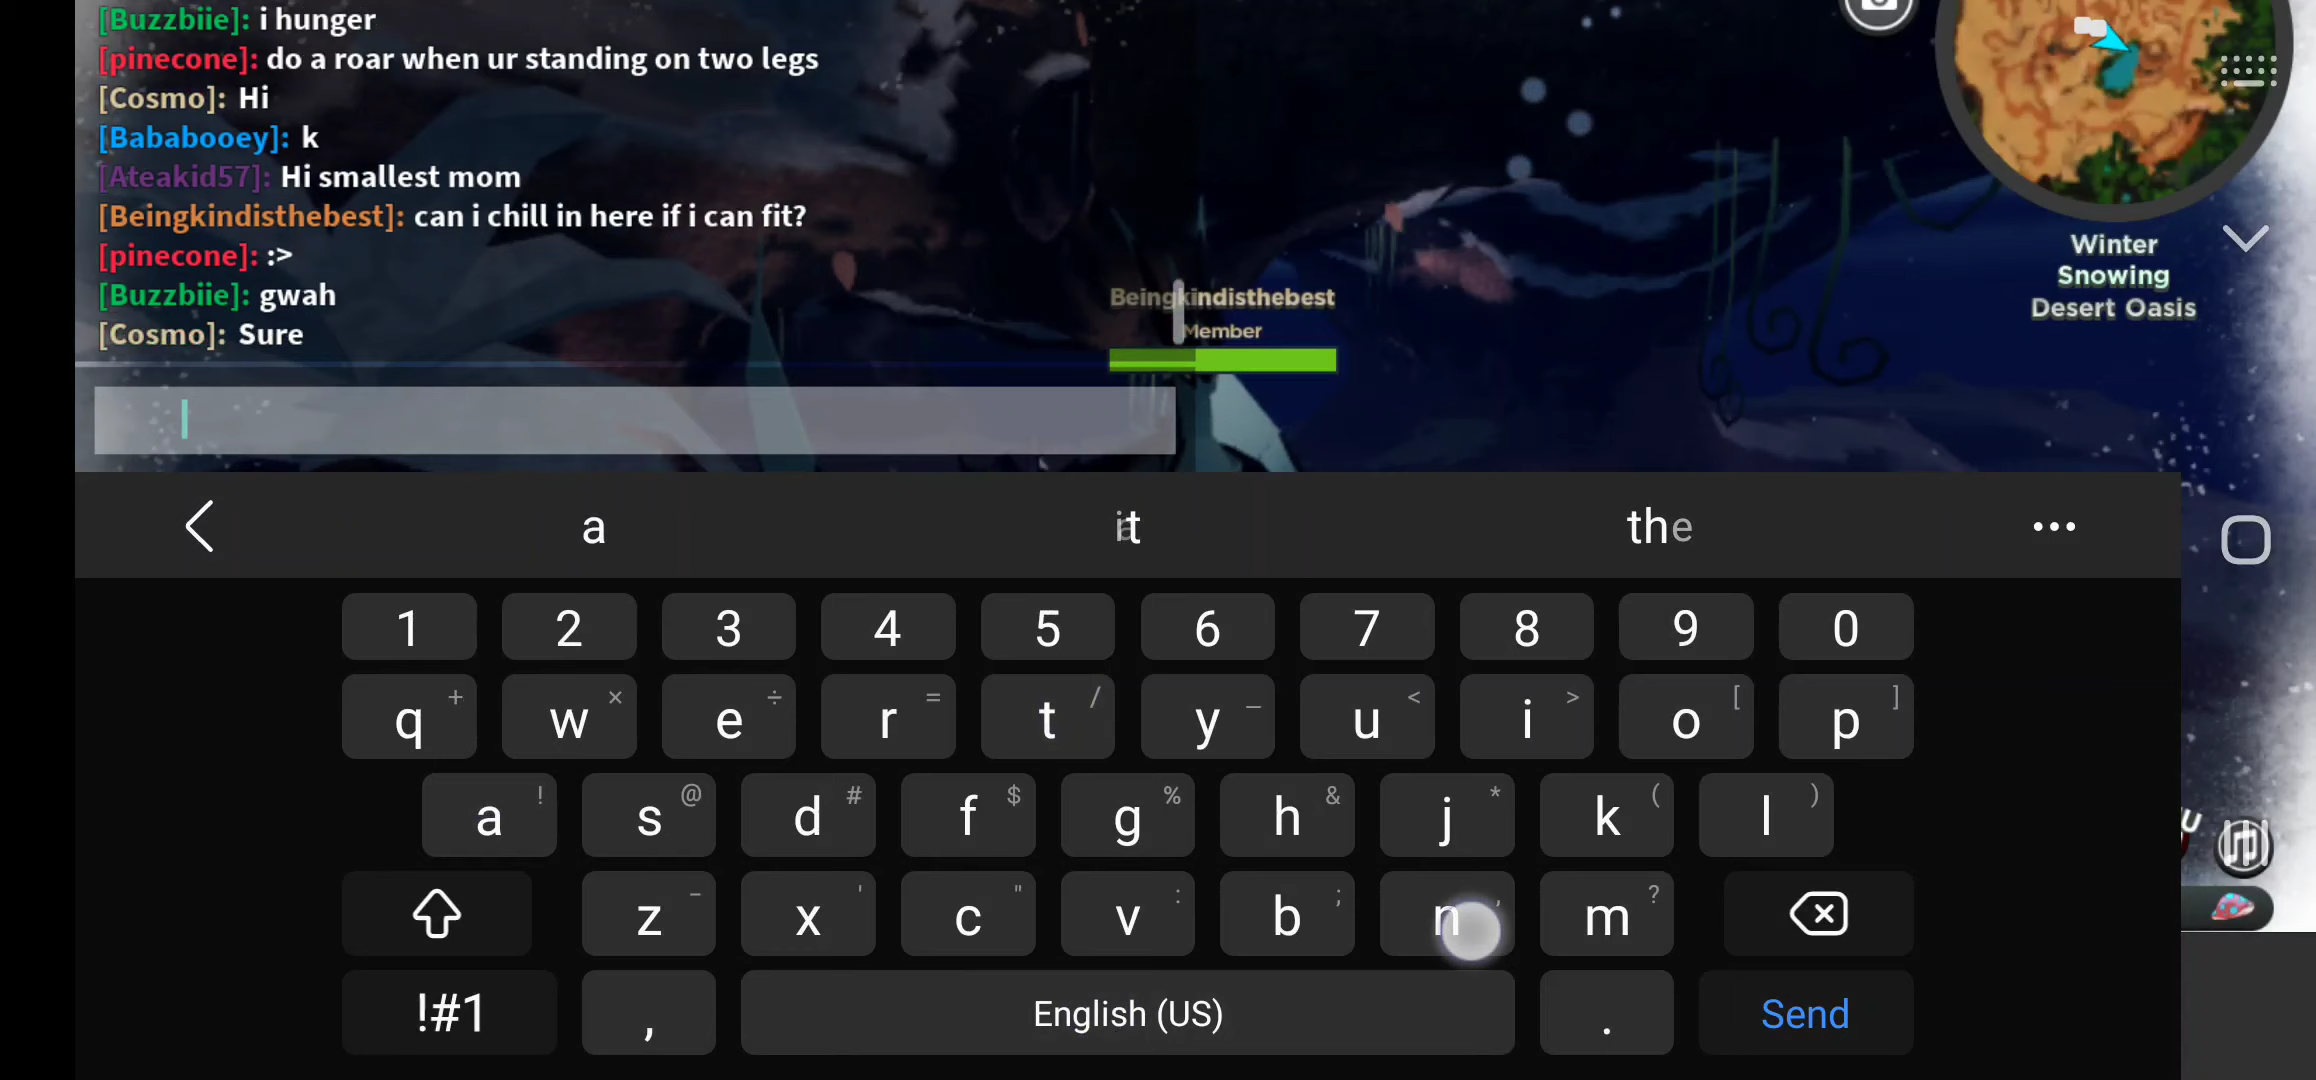 [Buzzbiie]: i hunger
[pinecone]: do a roar when ur standing on two legs
[Cosmo]: Hi
[Bababooey]: k
[Ateakid57]: Hi smallest mom
[Beingkindisthebest]: can i chill in here if i can fit?
[pinecone]: :>
[Buzzbiie]: gwah
[Cosmo]: Sure
Beingkindisthebest
Member
Winter
Snowing
Desert Oasis
a it the
1 2 3 4 5 6 7 8 9 0
q + w × e ÷ r = t / y _ u < i > o [ p ]
a ! s @ d # f $ g % h & j * k ( l )
z - x ' c " v : b ; n , m ?
!#1 , English (US) . Send